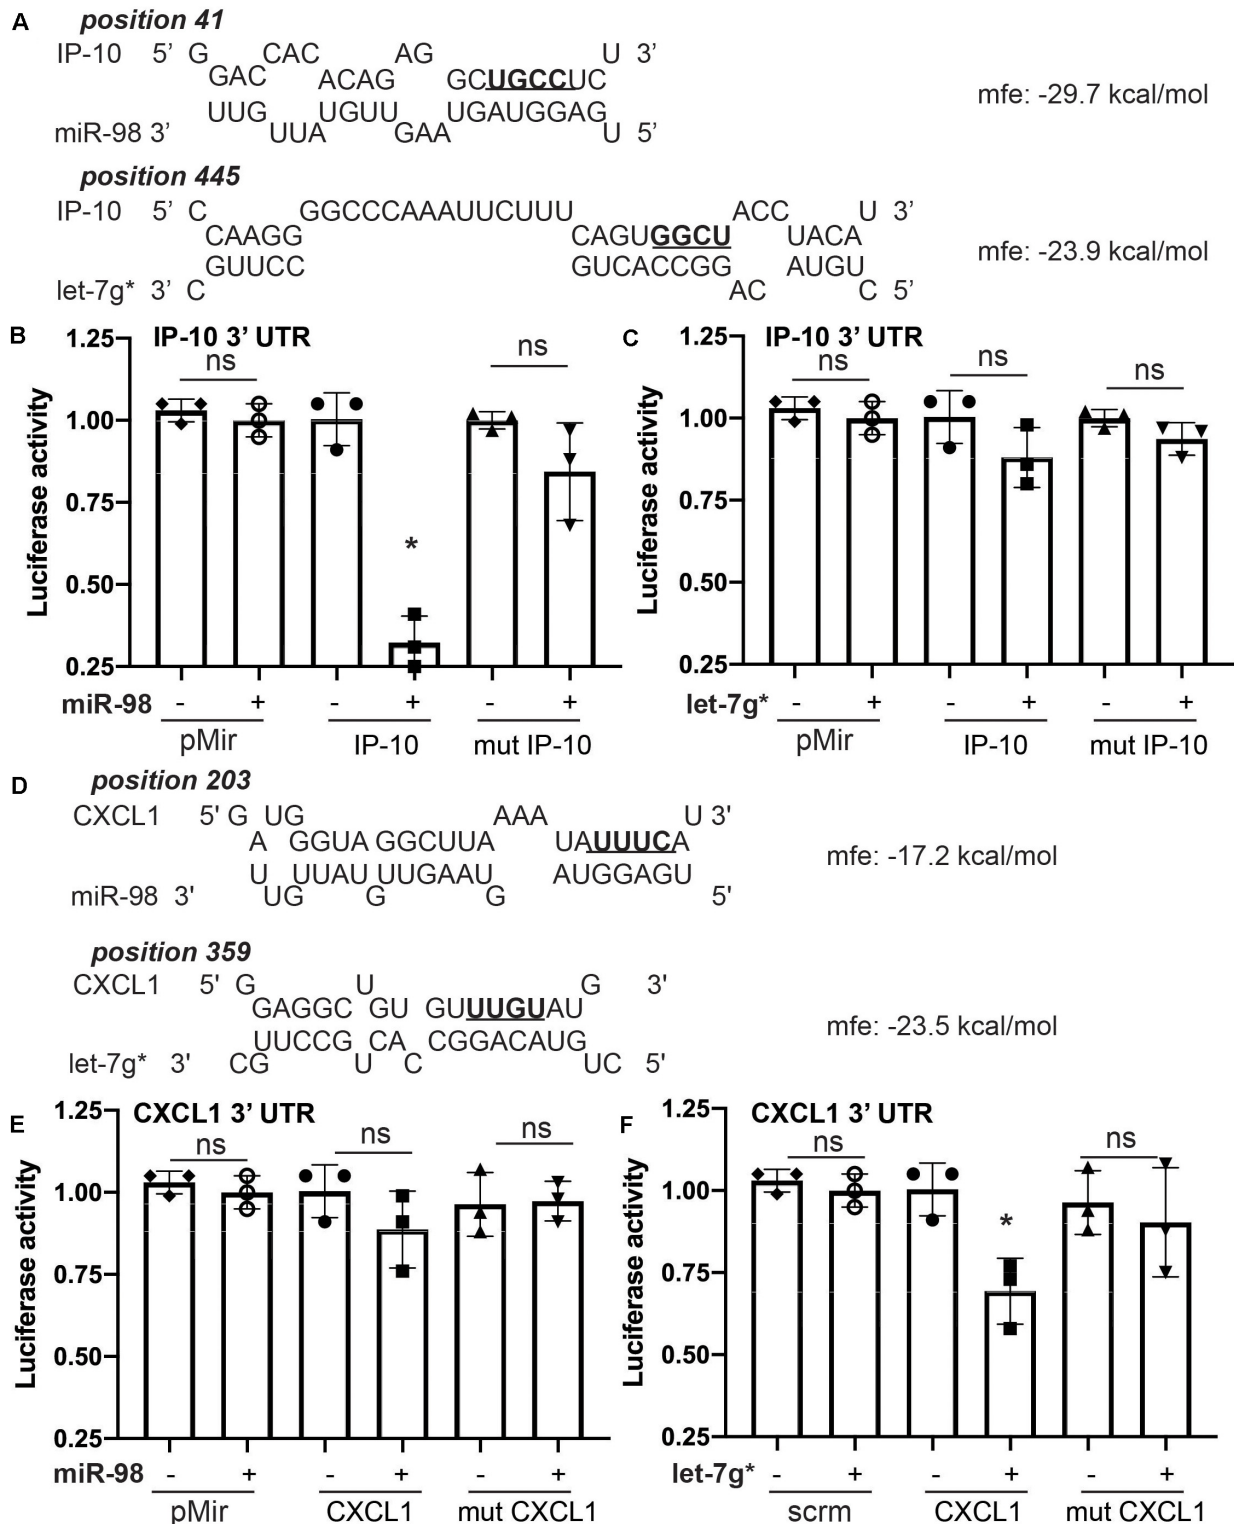 A position 41
IP-10 5’ G CAC AG U 3’
GAC ACAG GCUGCCUC
mfe: -29.7 kcal/mol
UUG UGUU UGAUGGAG
miR-98 3’ UUA GAA U 5’
position 445
IP-10 5’ C GGCCCAAAUUCUUU ACC U 3’
CAAGG CAGUGGCU UACA
mfe: -23.9 kcal/mol
GUUCC GUCACCGG AUGU
let-7g* 3’ C AC C 5’
B IP-10 3’ UTR
ns ns
1.25
1.00
0.75
0.50
0.25
Luciferase activity
*
miR-98 - + - + - +
pMir IP-10 mut IP-10
C IP-10 3’ UTR
ns ns ns
1.25
1.00
0.75
0.50
0.25
Luciferase activity
let-7g* - + - + - +
pMir IP-10 mut IP-10
D position 203
CXCL1 5' G UG AAA U 3'
A GGUA GGCUUA UAUUUCA
mfe: -17.2 kcal/mol
U UUAU UUGAAU AUGGAGU
miR-98 3' UG G G 5'
position 359
CXCL1 5' G U G 3'
GAGGC GU GUUUGUAU
mfe: -23.5 kcal/mol
UUCCG CA CGGACAUG
let-7g* 3' CG U C UC 5'
E CXCL1 3’ UTR
ns ns ns
1.25
1.00
0.75
0.50
0.25
Luciferase activity
miR-98 - + - + - +
pMir CXCL1 mut CXCL1
F CXCL1 3’ UTR
ns ns
1.25
1.00
0.75
0.50
0.25
Luciferase activity
*
let-7g* - + - + - +
scrm CXCL1 mut CXCL1